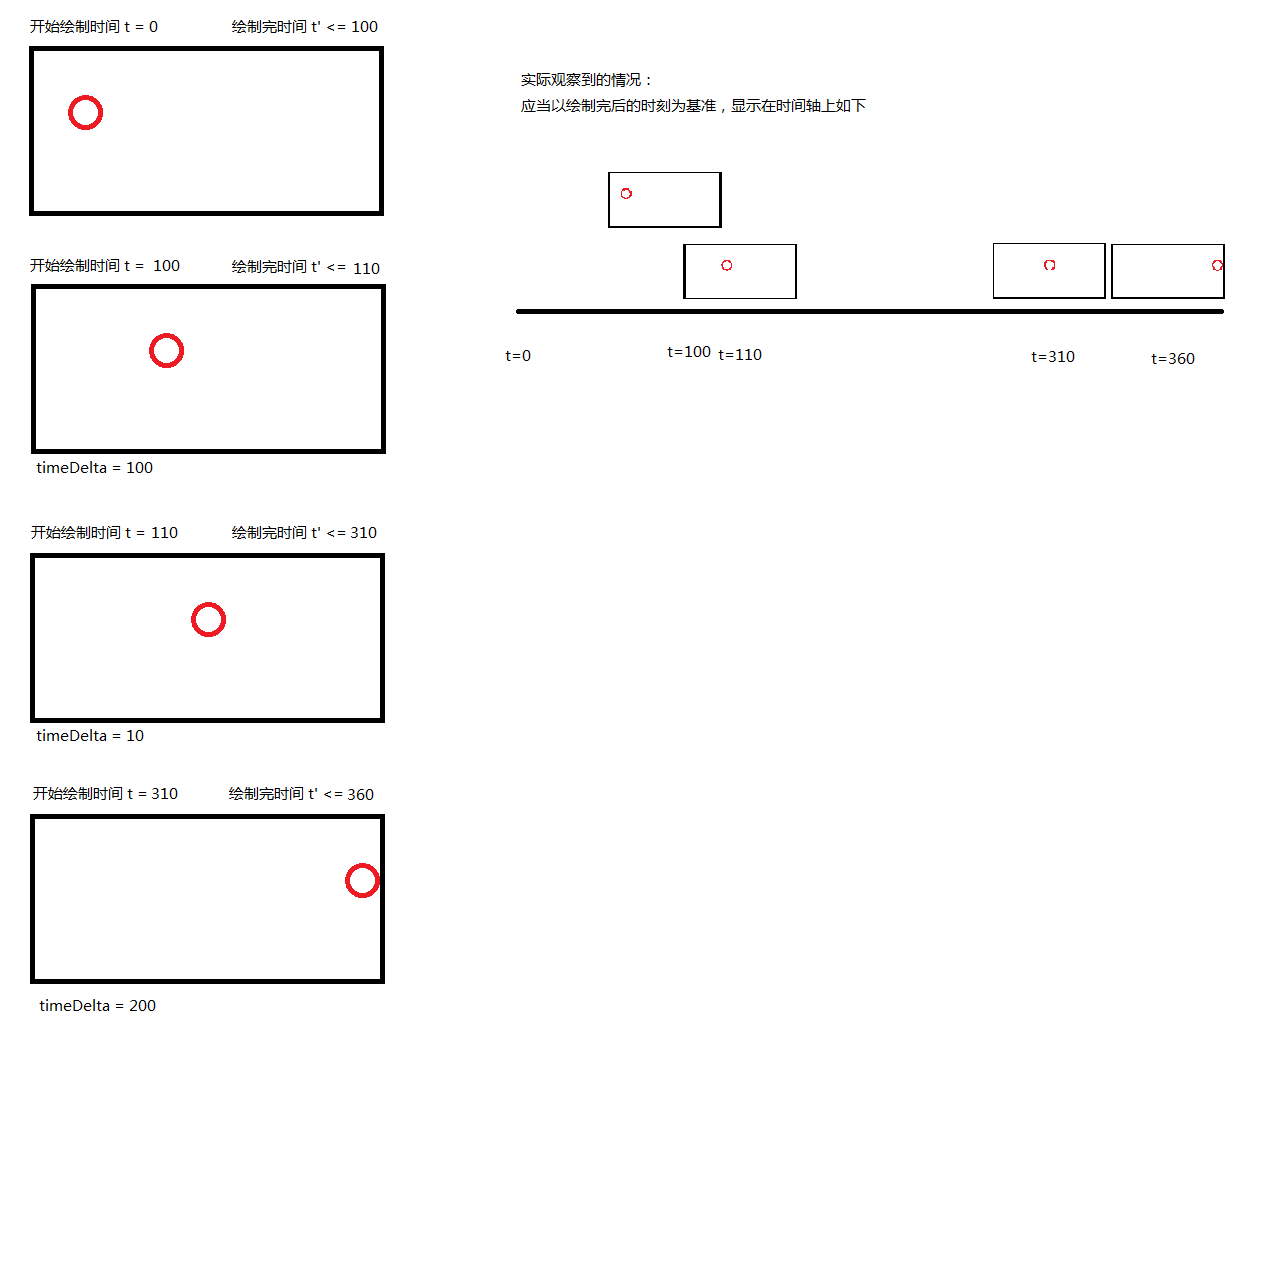 开始绘制时间 t = 0 绘制完时间 t' <= 100
开始绘制时间 t = 100 绘制完时间 t' <= 110
timeDelta = 100
开始绘制时间 t = 110 绘制完时间 t' <= 310
timeDelta = 10
开始绘制时间 t = 310 绘制完时间 t' <= 360
timeDelta = 200
实际观察到的情况：
应当以绘制完后的时刻为基准，显示在时间轴上如下
t=0 t=100 t=110 t=310 t=360